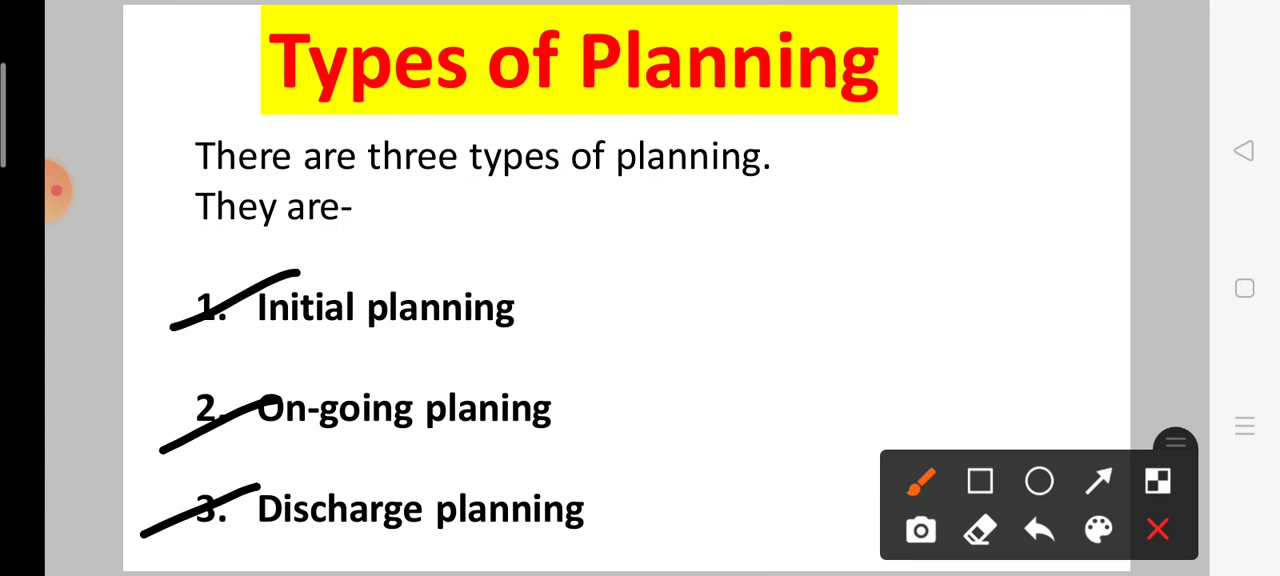 Types of Planning
There are three types of planning.
They are-
1. Initial planning
2. On-going planing
3. Discharge planning